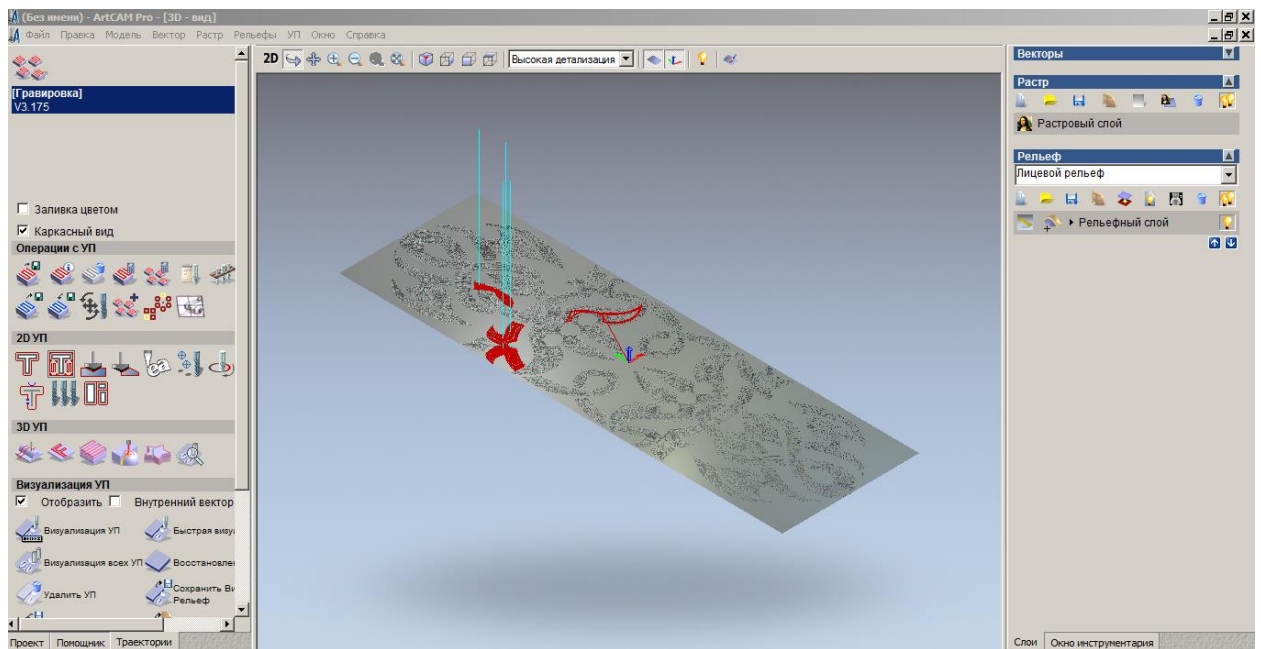 (Без имени) - ArtCAM Pro - [3D - вид]
Файл Правка Модель Вектор Растр Рельефы УП Окно Справка
2D Высокая детализация
[Гравировка]
V3.175
Заливка цветом
Каркасный вид
Операции с УП
2D УП
3D УП
Визуализация УП
Отобразить Внутренний вектор
Визуализация УП Быстрая визу
Визуализация всех УП Восстановле
Удалить УП Сохранить Ви
Рельеф
Проект Помощник Траектории
Векторы
Растр
Растровый слой
Рельеф
Лицевой рельеф
Рельефный слой
Слои Окно инструментария